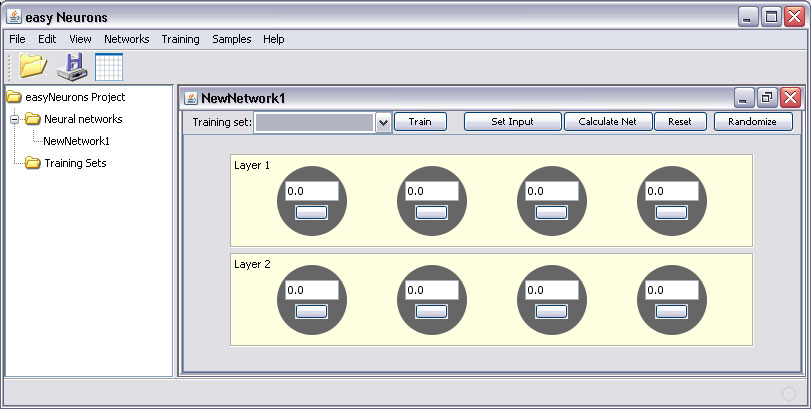 easy Neurons
File Edit View Networks Training Samples Help
easyNeurons Project
Neural networks
NewNetwork1
Training Sets
NewNetwork1
Training set: Train Set Input Calculate Net Reset Randomize
Layer 1
0.0 0.0 0.0 0.0
Layer 2
0.0 0.0 0.0 0.0